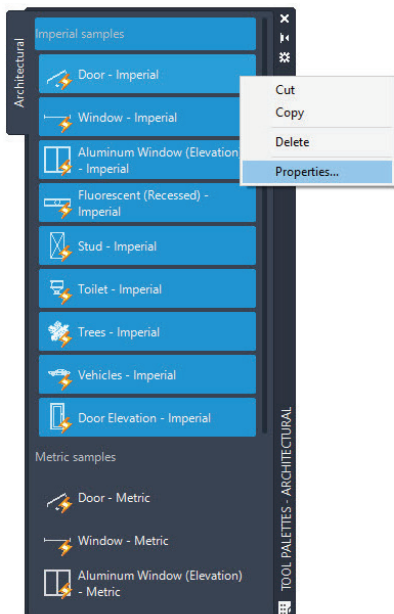 Architectural
Imperial samples
Door - Imperial
Window - Imperial
Aluminum Window (Elevation)
- Imperial
Fluorescent (Recessed) -
Imperial
Stud - Imperial
Toilet - Imperial
Trees - Imperial
Vehicles - Imperial
Door Elevation - Imperial
Metric samples
Door - Metric
Window - Metric
Aluminum Window (Elevation)
- Metric
Cut
Copy
Delete
Properties...
TOOL PALETTES - ARCHITECTURAL